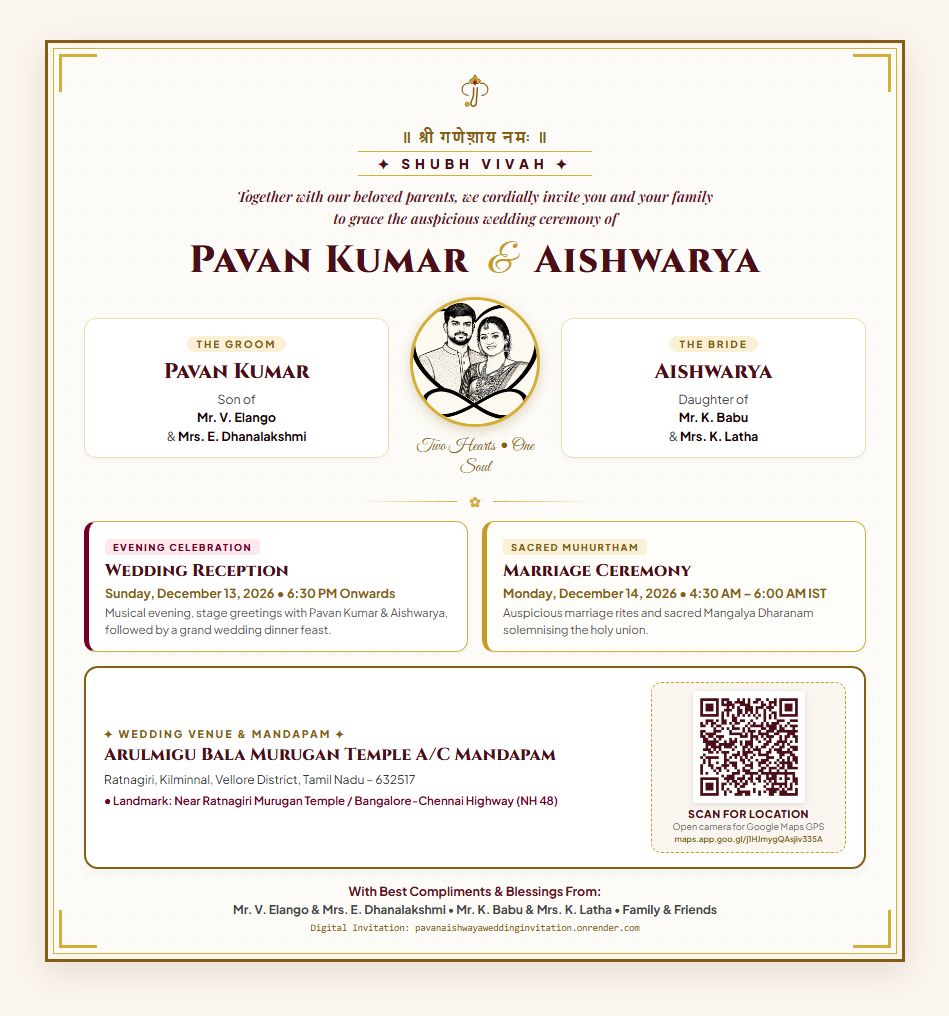 ॥ श्री गणेशाय नमः ॥
✦ SHUBH VIVAH ✦
Together with our beloved parents, we cordially invite you and your family
to grace the auspicious wedding ceremony of
PAVAN KUMAR & AISHWARYA
THE GROOM
PAVAN KUMAR
Son of
Mr. V. Elango
& Mrs. E. Dhanalakshmi
Two Hearts • One
Soul
THE BRIDE
AISHWARYA
Daughter of
Mr. K. Babu
& Mrs. K. Latha
EVENING CELEBRATION
WEDDING RECEPTION
Sunday, December 13, 2026 • 6:30 PM Onwards
Musical evening, stage greetings with Pavan Kumar & Aishwarya,
followed by a grand wedding dinner feast.
SACRED MUHURTHAM
MARRIAGE CEREMONY
Monday, December 14, 2026 • 4:30 AM – 6:00 AM IST
Auspicious marriage rites and sacred Mangalya Dharanam
solemnising the holy union.
✦ WEDDING VENUE & MANDAPAM ✦
ARULMIGU BALA MURUGAN TEMPLE A/C MANDAPAM
Ratnagiri, Kilminnal, Vellore District, Tamil Nadu – 632517
● Landmark: Near Ratnagiri Murugan Temple / Bangalore-Chennai Highway (NH 48)
SCAN FOR LOCATION
Open camera for Google Maps GPS
maps.app.goo.gl/j1HJmygQAsjiv335A
With Best Compliments & Blessings From:
Mr. V. Elango & Mrs. E. Dhanalakshmi • Mr. K. Babu & Mrs. K. Latha • Family & Friends
Digital Invitation: pavanaishwayaweddinginvitation.onrender.com